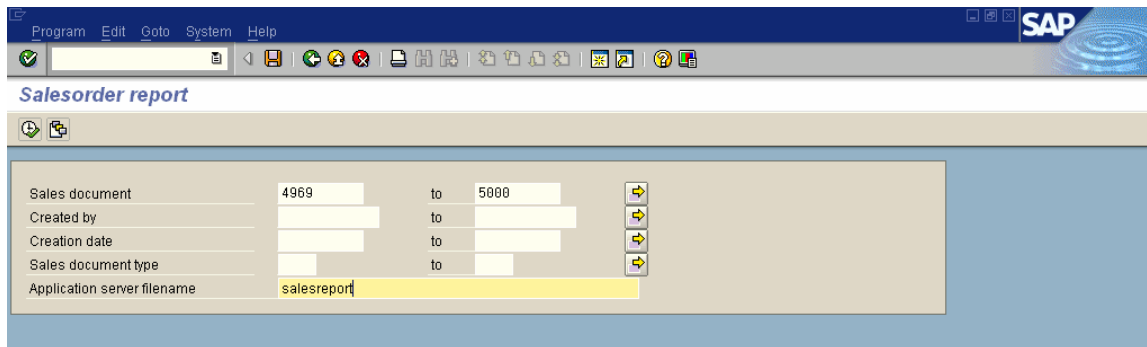 Program Edit Goto System Help
SAP
Salesorder report
Sales document 4969 to 5000
Created by to
Creation date to
Sales document type to
Application server filename salesreport